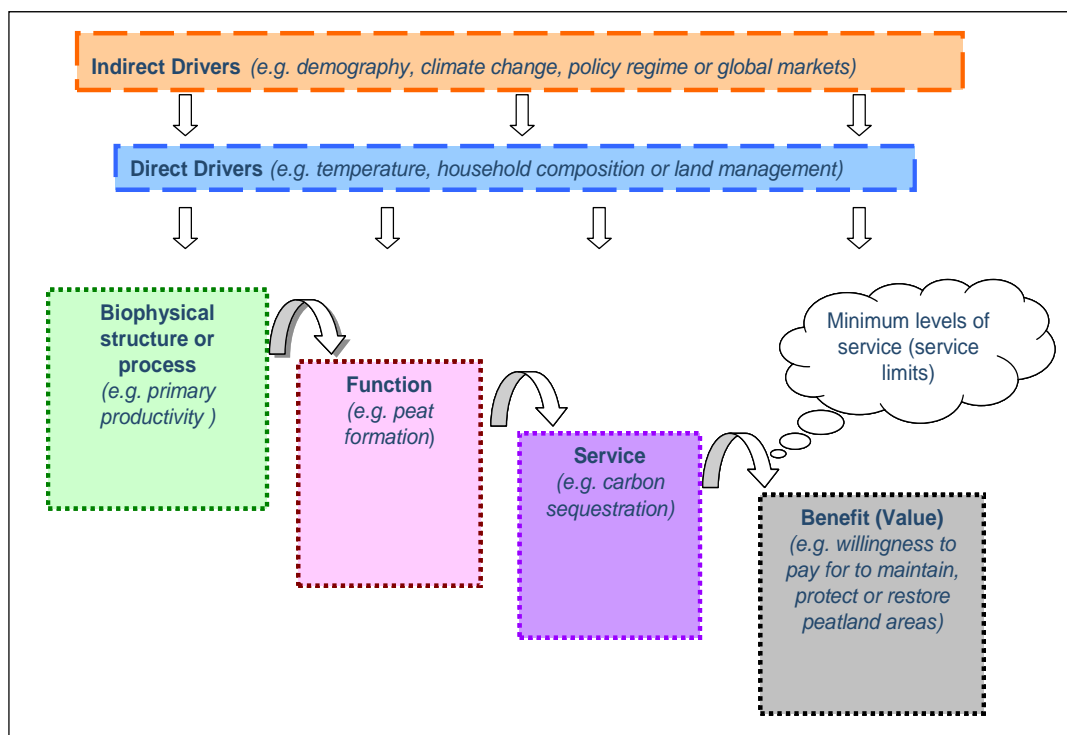 Indirect Drivers (e.g. demography, climate change, policy regime or global markets)
Direct Drivers (e.g. temperature, household composition or land management)
Biophysical
structure or
process
(e.g. primary
productivity )
Function
(e.g. peat
formation)
Service
(e.g. carbon
sequestration)
Minimum levels of
service (service
limits)
Benefit (Value)
(e.g. willingness to
pay for to maintain,
protect or restore
peatland areas)